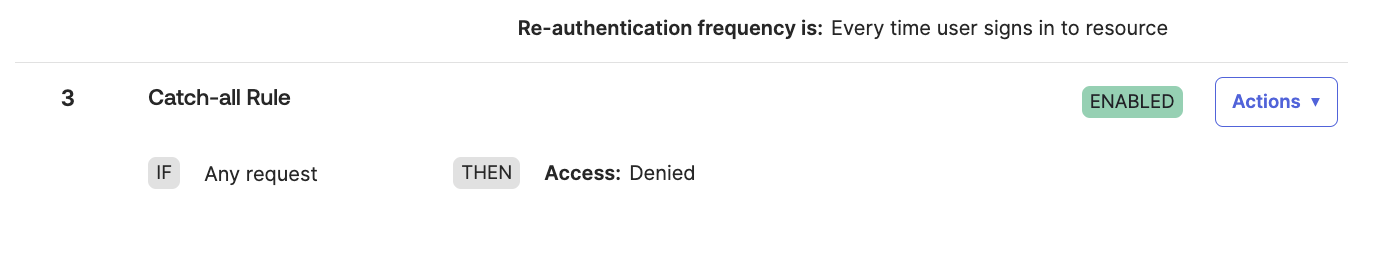 Re-authentication frequency is: Every time user signs in to resource
3 Catch-all Rule ENABLED Actions ▼
IF Any request THEN Access: Denied